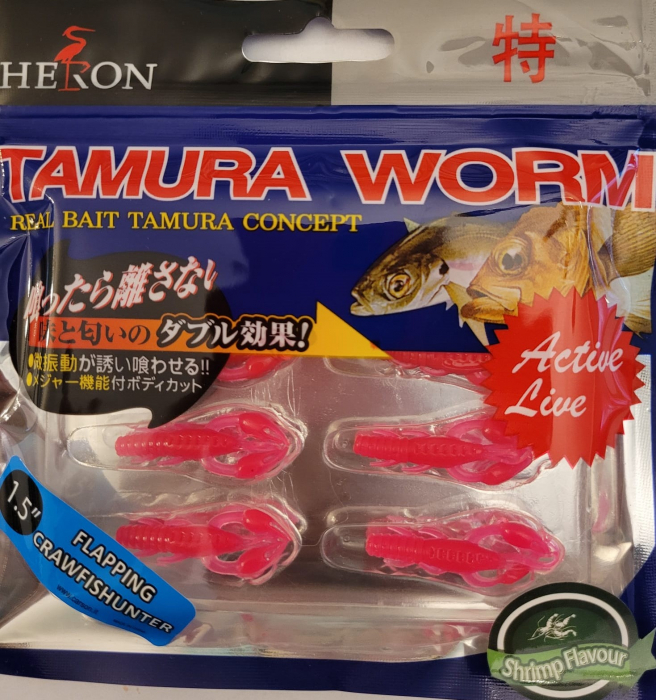 HERON
特
TAMURA WORM
REAL BAIT TAMURA CONCEPT
喰ったら離さない
味と匂いの ダブル効果!
●微振動が誘い喰わせる!!
●メジャー機能付ボディカット
Active
Live
1.5"
FLAPPING
CRAWFISHUNTER
Shrimp Flavour